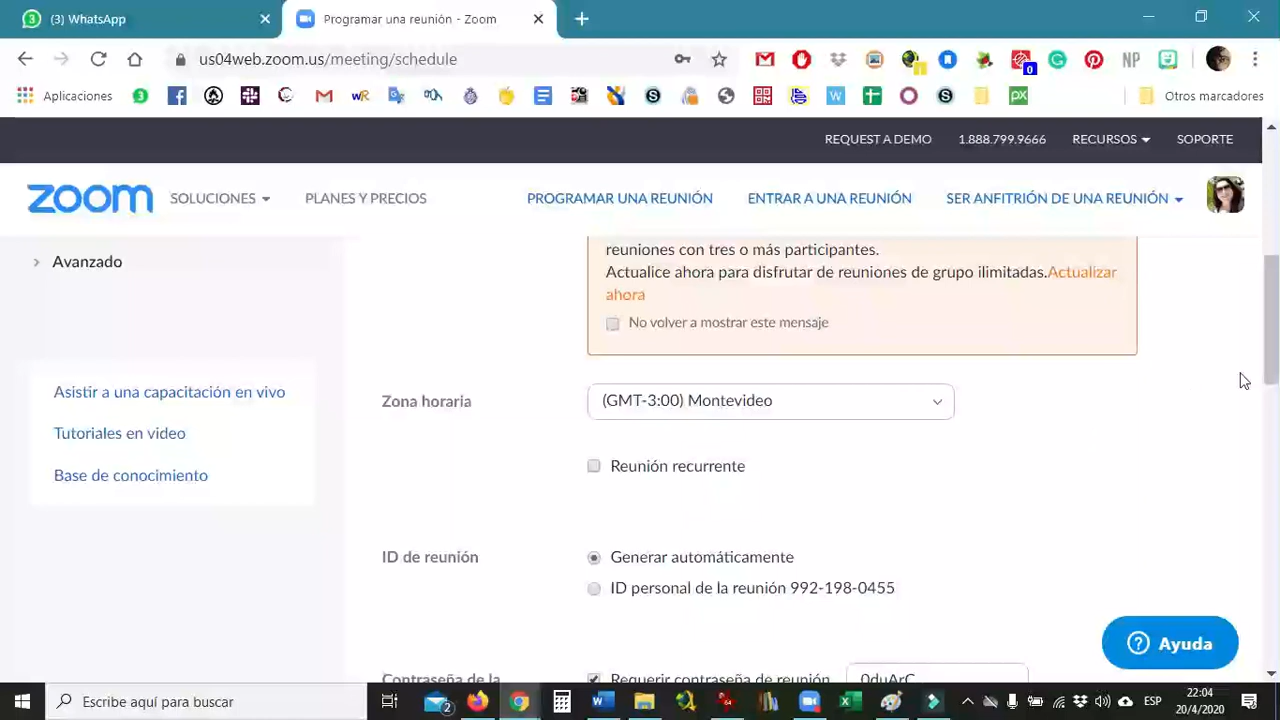 (3) WhatsApp
Programar una reunión - Zoom
us04web.zoom.us/meeting/schedule
Aplicaciones
Otros marcadores
REQUEST A DEMO 1.888.799.9666 RECURSOS SOPORTE
zoom SOLUCIONES PLANES Y PRECIOS PROGRAMAR UNA REUNIÓN ENTRAR A UNA REUNIÓN SER ANFITRIÓN DE UNA REUNIÓN
Avanzado
Asistir a una capacitación en vivo
Tutoriales en video
Base de conocimiento
reuniones con tres o más participantes.
Actualice ahora para disfrutar de reuniones de grupo ilimitadas.Actualizar
ahora
No volver a mostrar este mensaje
Zona horaria (GMT-3:00) Montevideo
Reunión recurrente
ID de reunión Generar automáticamente
ID personal de la reunión 992-198-0455
Contraseña de la Requerir contraseña de reunión 0duArC
Ayuda
Escribe aquí para buscar
ESP
22:04
20/4/2020